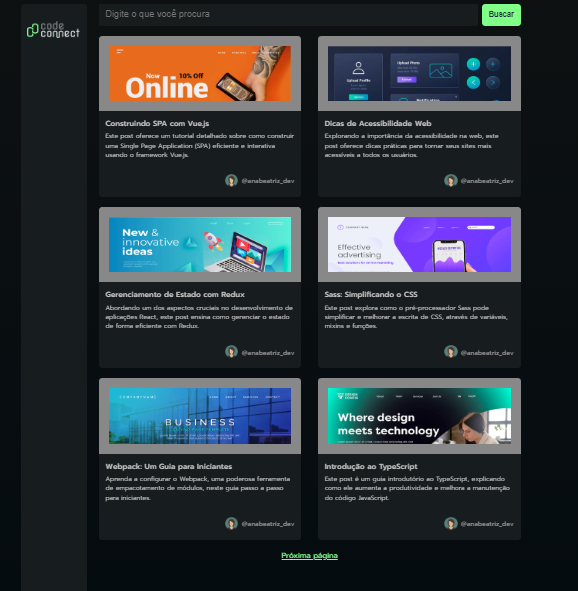 code
connect
Digite o que você procura
Buscar
Now 10% Off
Online
Construindo SPA com Vue.js
Este post oferece um tutorial detalhado sobre como construir
uma Single Page Application (SPA) eficiente e interativa
usando o framework Vue.js.
@anabeatriz_dev
Upload Profile
Upload Photo
Dicas de Acessibilidade Web
Explorando a importância da acessibilidade na web, este
post oferece dicas práticas para tornar seus sites mais
acessíveis a todos os usuários.
@anabeatriz_dev
New &
innovative
ideas
Gerenciamento de Estado com Redux
Abordando um dos aspectos cruciais no desenvolvimento de
aplicações React, este post ensina como gerenciar o estado
de forma eficiente com Redux.
@anabeatriz_dev
Effective
advertising
Sass: Simplificando o CSS
Este post explora como o pré-processador Sass pode
simplificar e melhorar a escrita de CSS, através de variáveis,
mixins e funções.
@anabeatriz_dev
COMPANYNAME
BUSINESS
Webpack: Um Guia para Iniciantes
Aprenda a configurar o Webpack, uma poderosa ferramenta
de empacotamento de módulos, neste guia passo a passo
para iniciantes.
@anabeatriz_dev
Where design
meets technology
Introdução ao TypeScript
Este post é um guia introdutório ao TypeScript, explicando
como ele aumenta a produtividade e melhora a manutenção
do código JavaScript.
@anabeatriz_dev
Próxima página